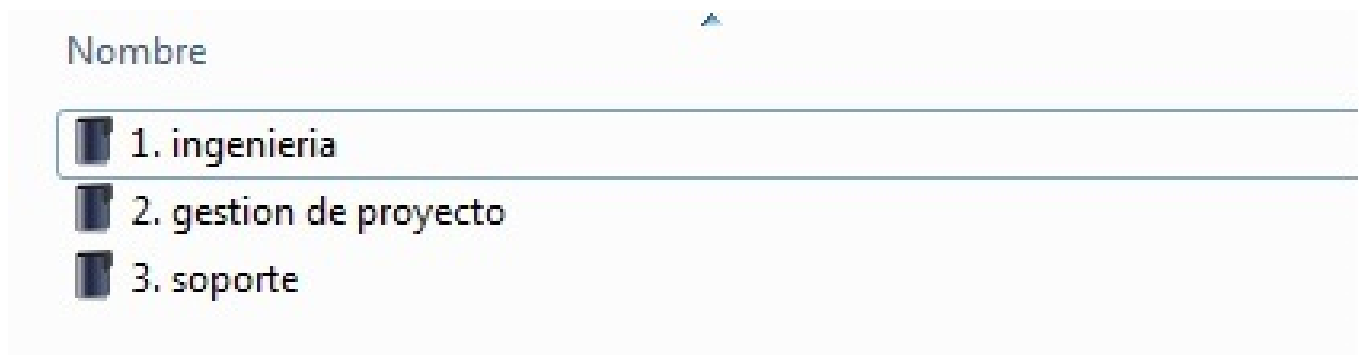 Nombre
1. ingenieria
2. gestion de proyecto
3. soporte